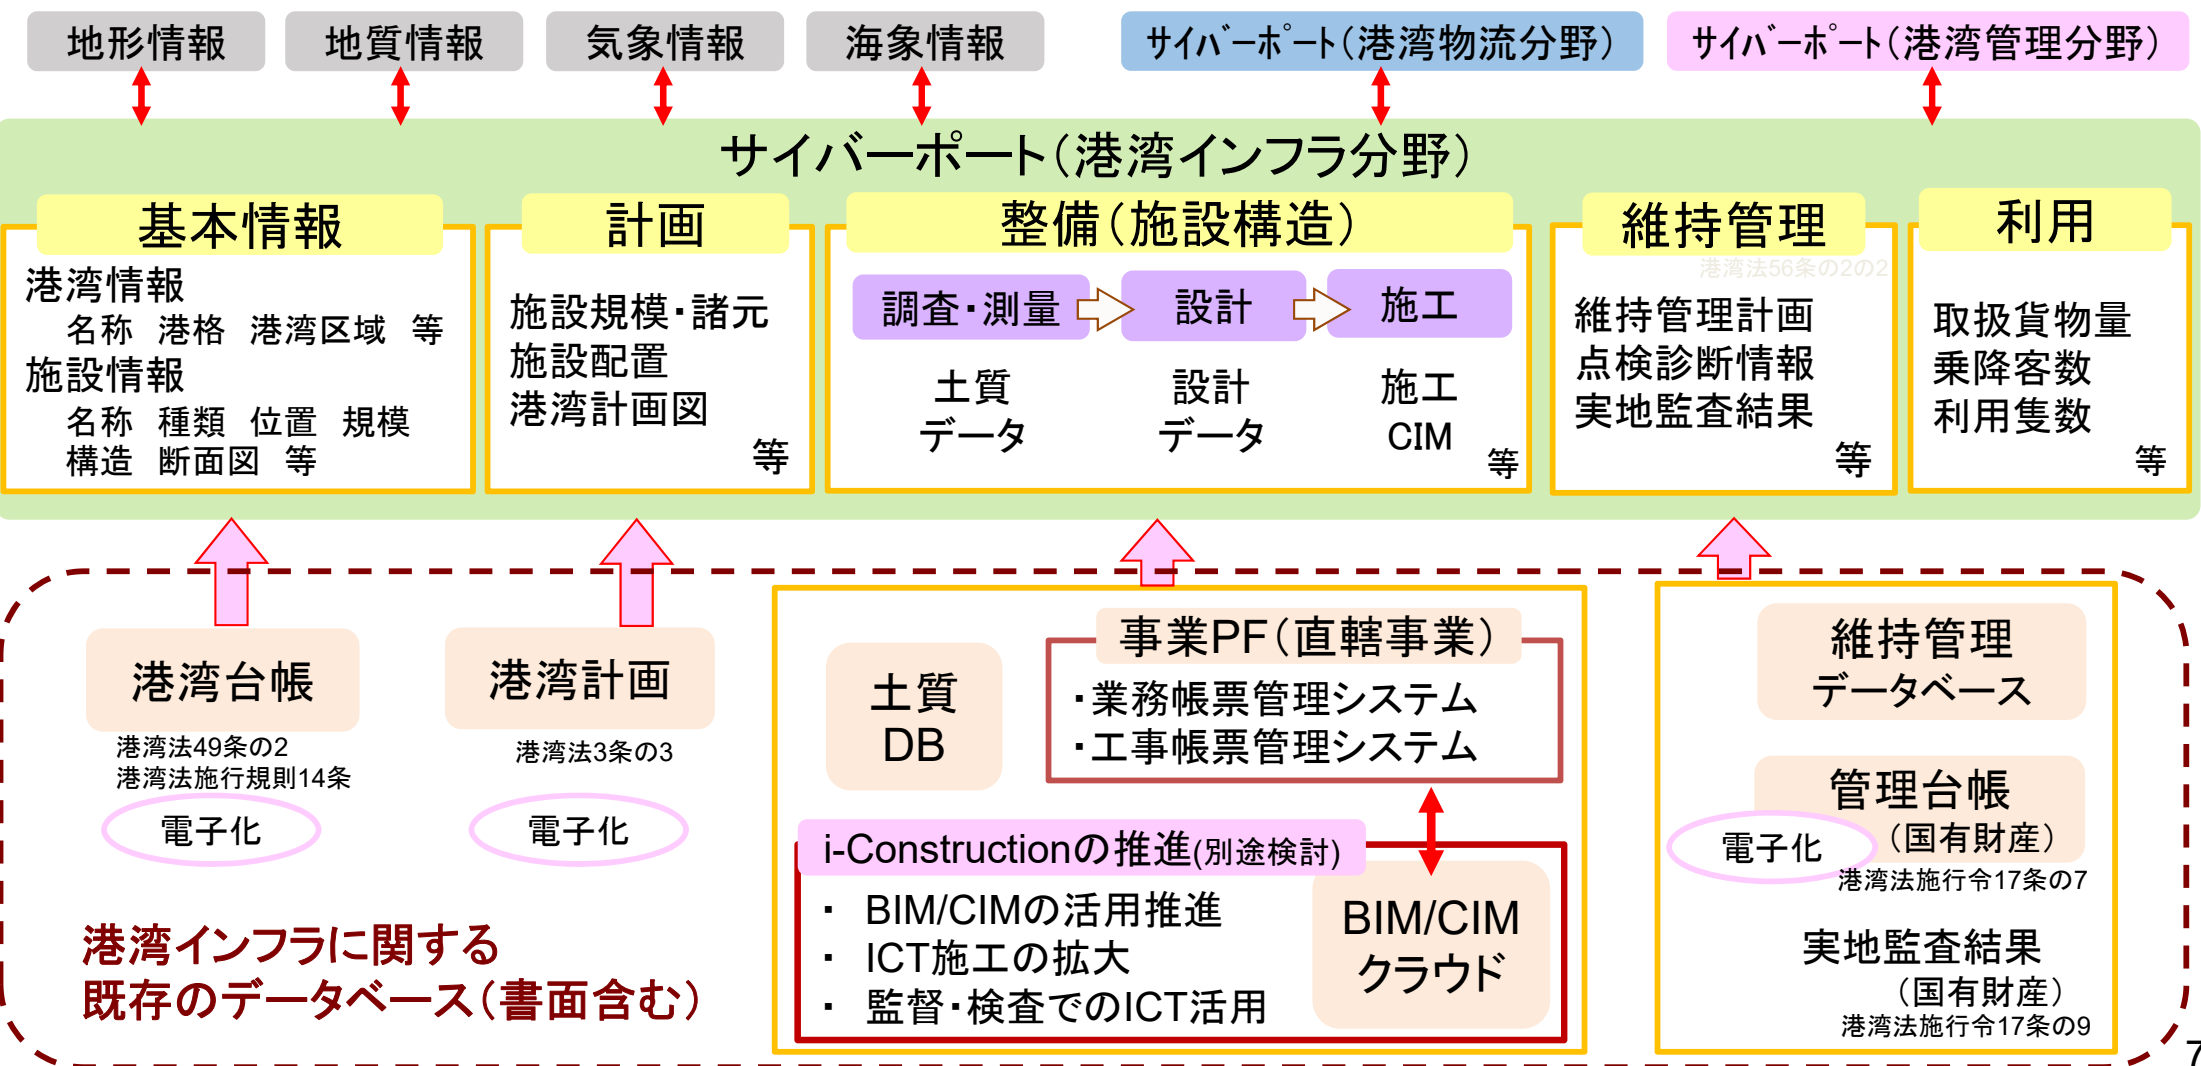 地形情報
地質情報
気象情報
海象情報
サイバーポート(港湾物流分野)
サイバーポート(港湾管理分野)
サイバーポート(港湾インフラ分野)
基本情報
港湾情報
名称 港格 港湾区域 等
施設情報
名称 種類 位置 規模
構造 断面図 等
計画
施設規模・諸元
施設配置
港湾計画図
等
整備(施設構造)
調査・測量
設計
施工
土質
データ
設計
データ
施工
CIM
等
維持管理
港湾法56条の2の2
維持管理計画
点検診断情報
実地監査結果
等
利用
取扱貨物量
乗降客数
利用隻数
等
港湾台帳
港湾法49条の2
港湾法施行規則14条
電子化
港湾計画
港湾法3条の3
電子化
港湾インフラに関する
既存のデータベース(書面含む)
土質
DB
事業PF(直轄事業)
・業務帳票管理システム
・工事帳票管理システム
i-Constructionの推進(別途検討)
・ BIM/CIMの活用推進
・ ICT施工の拡大
・ 監督・検査でのICT活用
BIM/CIM
クラウド
維持管理
データベース
管理台帳
(国有財産)
電子化
港湾法施行令17条の7
実地監査結果
(国有財産)
港湾法施行令17条の9
7